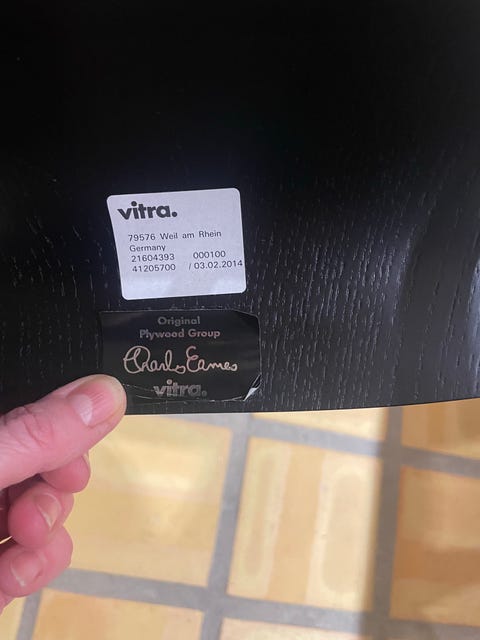 vitra.
79576 Weil am Rhein
Germany
21604393 000100
41205700 / 03.02.2014
Original
Plywood Group
Charles Eames
vitra.